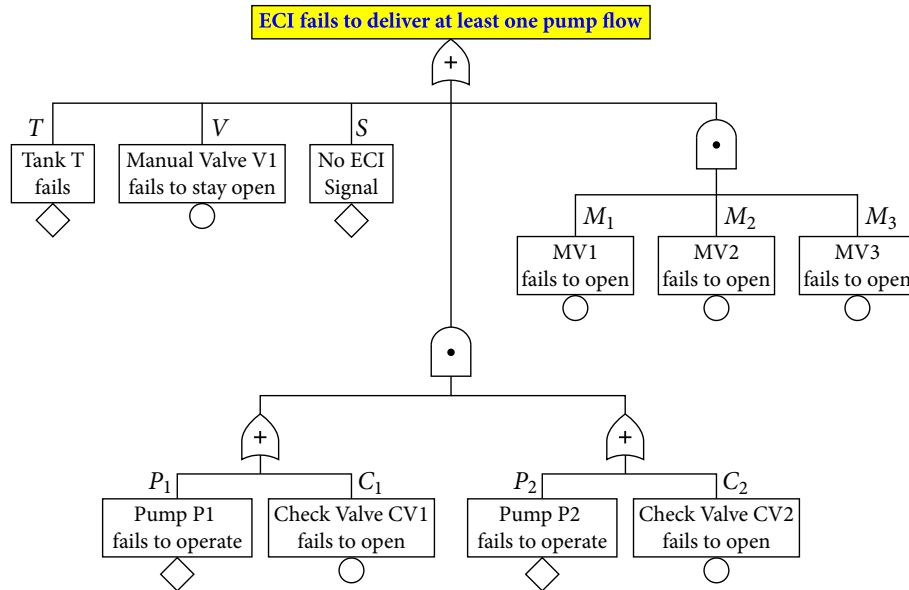 ECI fails to deliver at least one pump flow
+
T
V
S
Tank T
fails
Manual Valve V1
fails to stay open
No ECI
Signal
M₁
M₂
M₃
MV1
fails to open
MV2
fails to open
MV3
fails to open
+
+
P₁
C₁
P₂
C₂
Pump P1
fails to operate
Check Valve CV1
fails to open
Pump P2
fails to operate
Check Valve CV2
fails to open